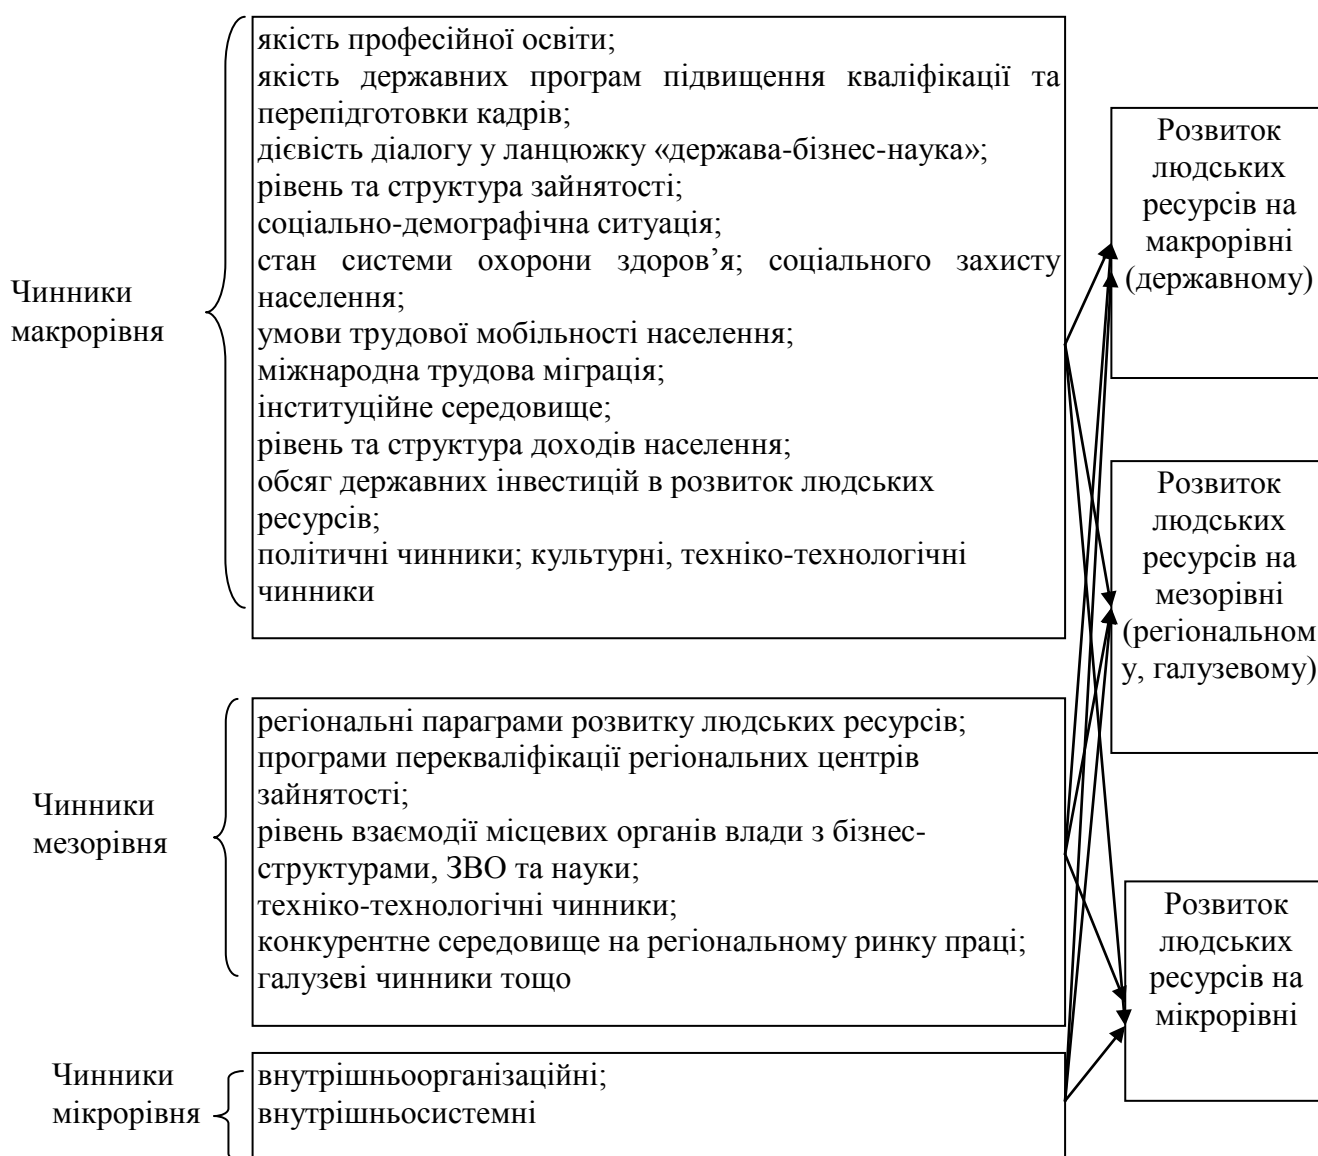 Чинники
макрорівня
якість професійної освіти;
якість державних програм підвищення кваліфікації та
перепідготовки кадрів;
дієвість діалогу у ланцюжку «держава-бізнес-наука»;
рівень та структура зайнятості;
соціально-демографічна ситуація;
стан системи охорони здоров’я; соціального захисту
населення;
умови трудової мобільності населення;
міжнародна трудова міграція;
інституційне середовище;
рівень та структура доходів населення;
обсяг державних інвестицій в розвиток людських
ресурсів;
політичні чинники; культурні, техніко-технологічні
чинники
Чинники
мезорівня
регіональні параграми розвитку людських ресурсів;
програми перекваліфікації регіональних центрів
зайнятості;
рівень взаємодії місцевих органів влади з бізнес-
структурами, ЗВО та науки;
техніко-технологічні чинники;
конкурентне середовище на регіональному ринку праці;
галузеві чинники тощо
Чинники
мікрорівня
внутрішньоорганізаційні;
внутрішньосистемні
Розвиток
людських
ресурсів на
макрорівні
(державному)
Розвиток
людських
ресурсів на
мезорівні
(регіональном
у, галузевому)
Розвиток
людських
ресурсів на
мікрорівні